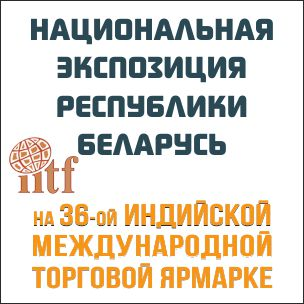 НАЦИОНАЛЬНАЯ
ЭКСПОЗИЦИЯ
РЕСПУБЛИКИ
БЕЛАРУСЬ
iitf
НА 36-ОЙ ИНДИЙСКОЙ
МЕЖДУНАРОДНОЙ
ТОРГОВОЙ ЯРМАРКЕ